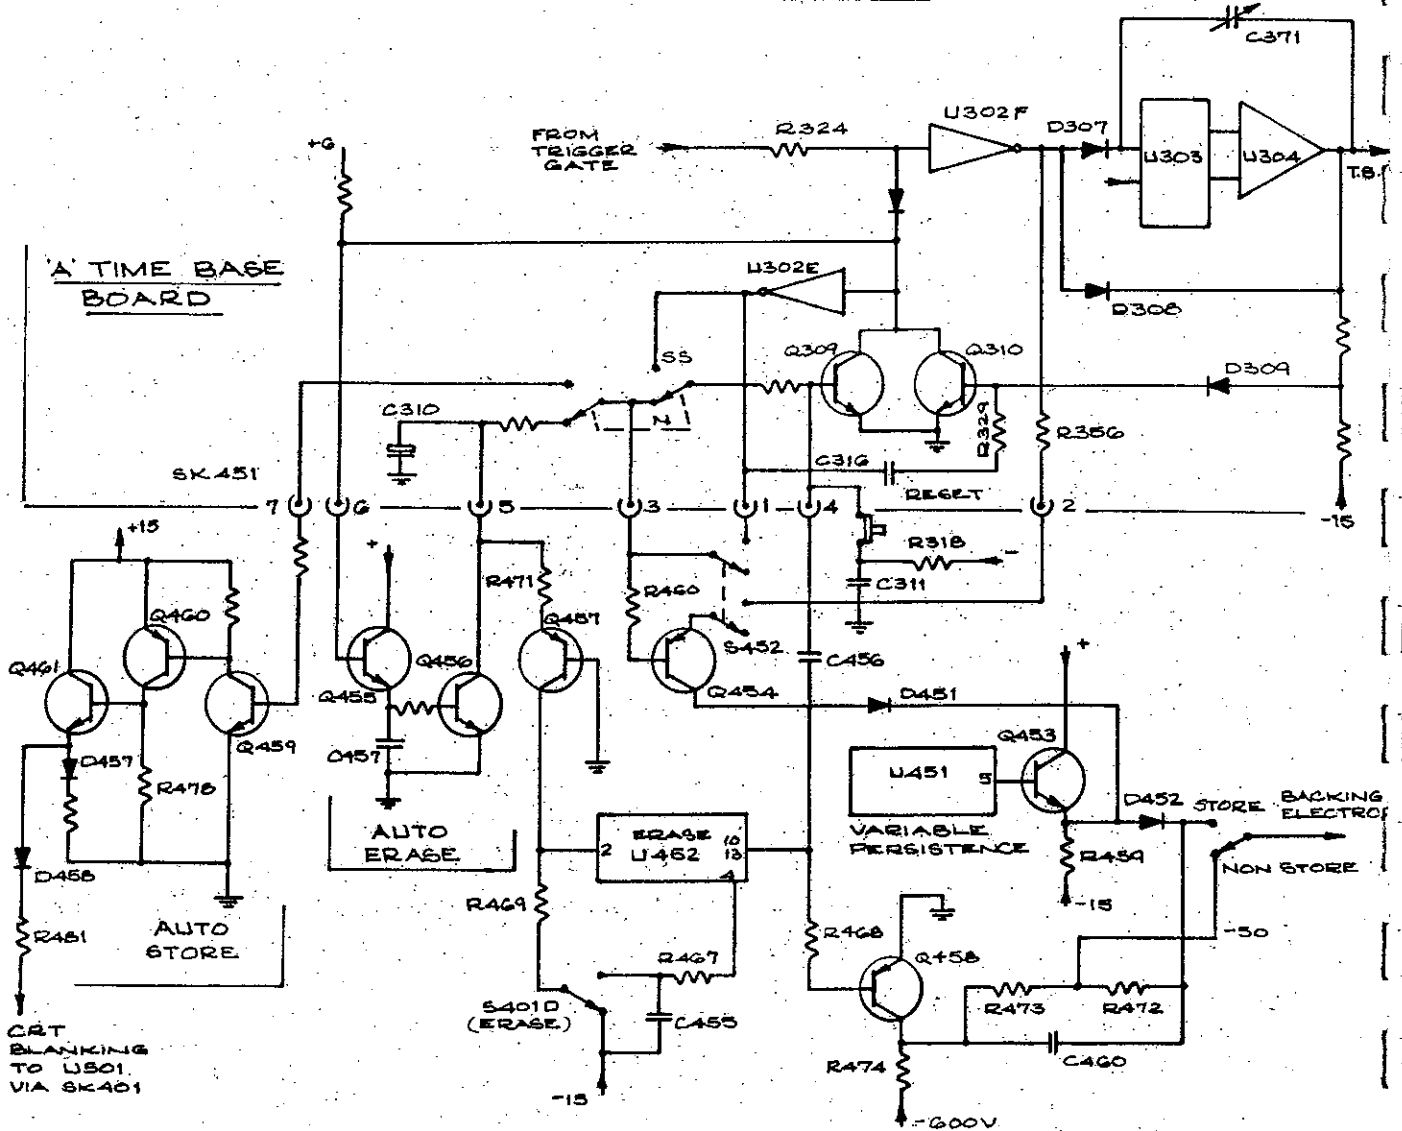 C371
U302F
R324
D307
FROM
TRIGGER
GATE
+6
U303
U304
T.B.
'A' TIME BASE
BOARD
U302E
D308
SS
Q309
Q310
D309
C310
N
R329
R356
SK451
C316
RESET
7
6
5
3
1
4
2
-15
+15
+
R318
-
C311
R471
R460
Q460
Q457
S452
Q461
Q455
Q456
C456
+
Q454
D451
Q459
Q453
D457
C457
U451
5
R478
D452
STORE
BACKING
VARIABLE
PERSISTENCE
AUTO
ERASE
ERASE
U452
2
10
13
4
R459
NON STORE
D458
-15
R469
R481
AUTO
STORE
R468
-50
R467
Q458
S401D
(ERASE)
C455
R473
R472
CRT
BLANKING
TO U501
VIA SK401
R474
C460
-15
-600V